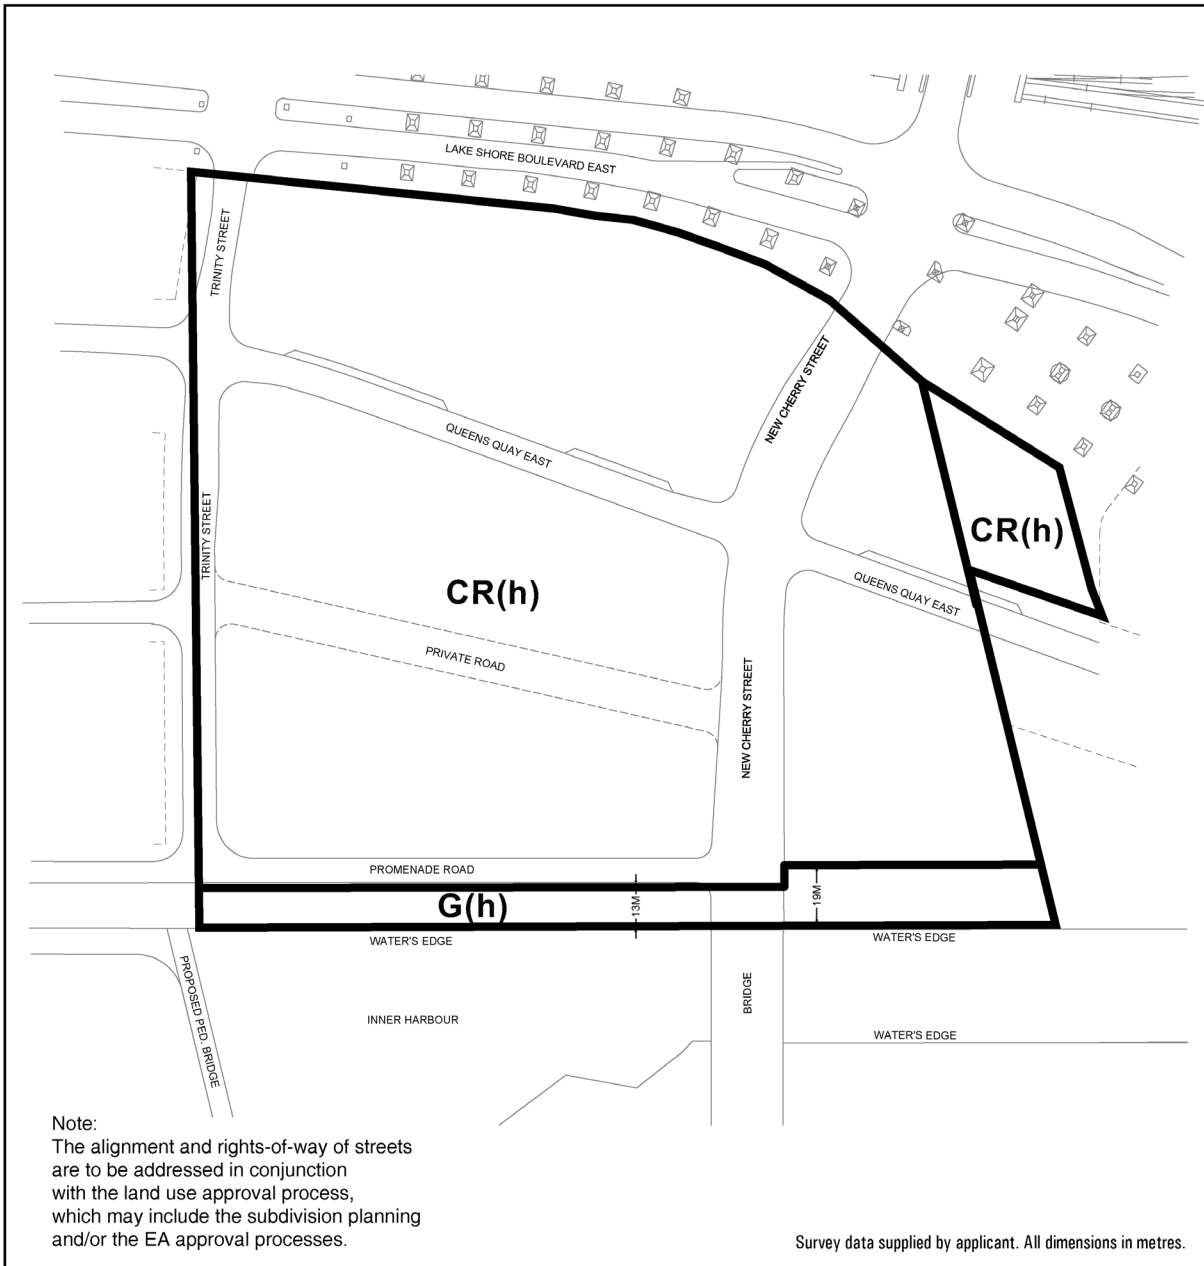 LAKE SHORE BOULEVARD EAST
TRINITY STREET
NEW CHERRY STREET
QUEENS QUAY EAST
TRINITY STREET
CR(h)
CR(h)
QUEENS QUAY EAST
PRIVATE ROAD
NEW CHERRY STREET
PROMENADE ROAD
G(h)
13M
19M
WATER'S EDGE
WATER'S EDGE
PROPOSED PED. BRIDGE
INNER HARBOUR
BRIDGE
WATER'S EDGE
Note:
The alignment and rights-of-way of streets
are to be addressed in conjunction
with the land use approval process,
which may include the subdivision planning
and/or the EA approval processes.
Survey data supplied by applicant. All dimensions in metres.